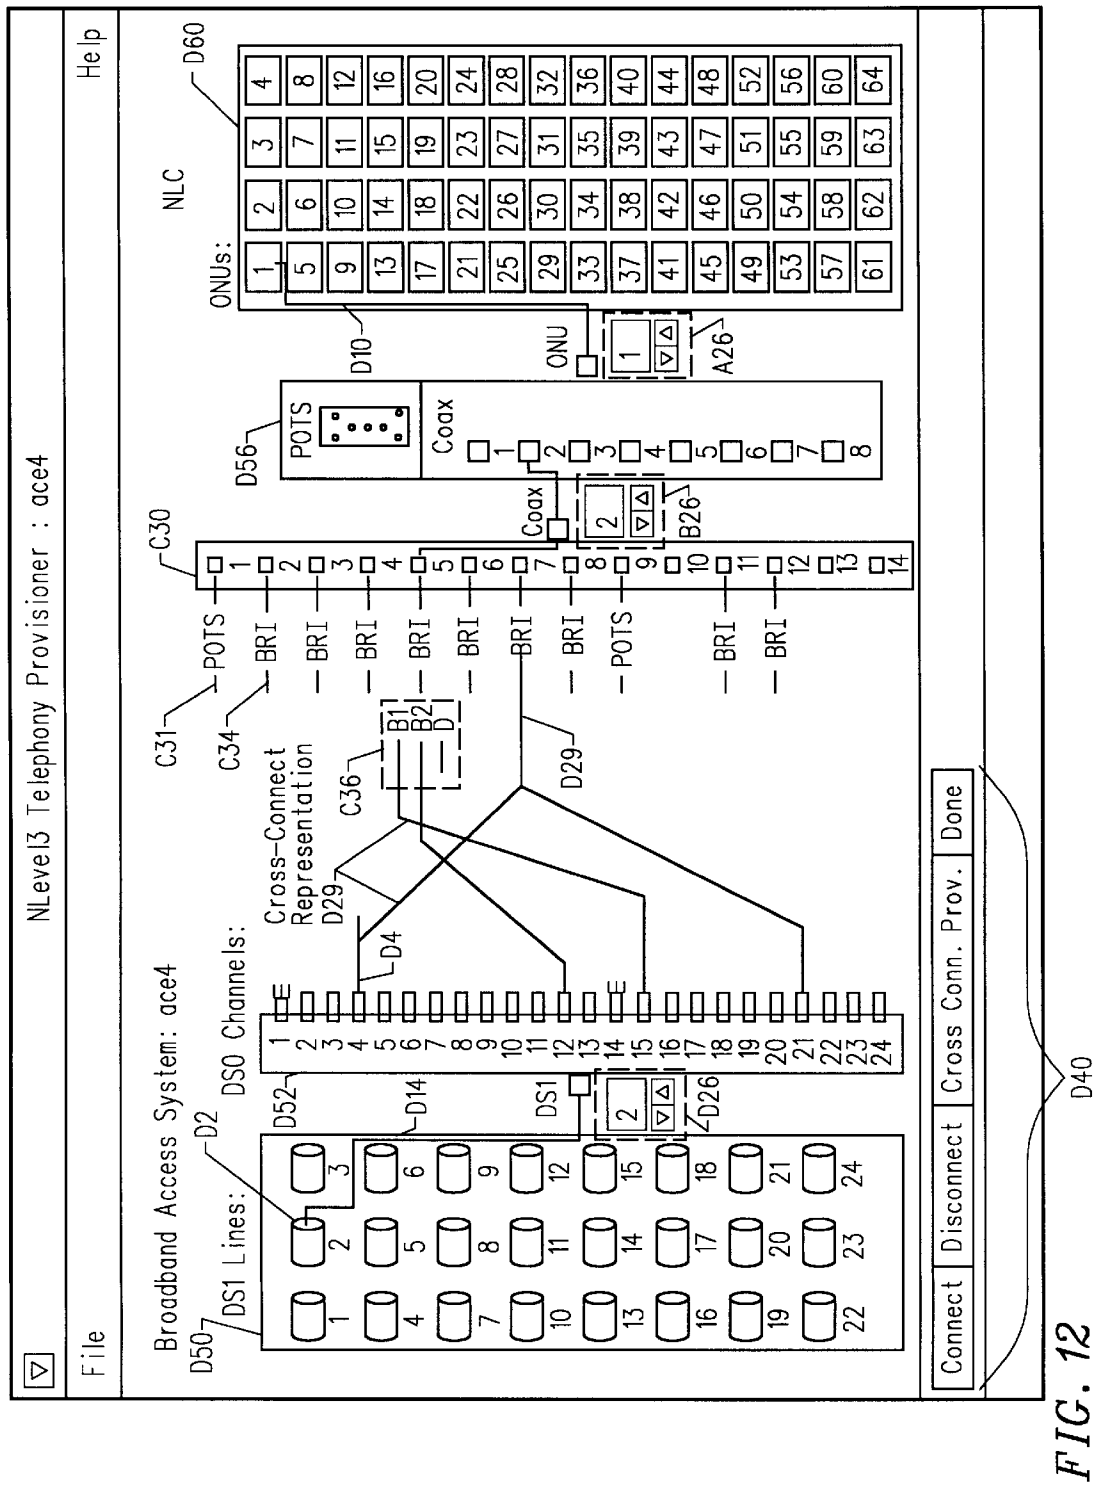 NLevel3 Telephony Provisioner : ace4
File Help
Broadband Access System: ace4
D50 DS1 Lines: D2
1 2 3
4 5 6
7 8 9
10 11 12
13 14 15
16 17 18
19 20 21
22 23 24
D14
DS1
2
D26
D52
DS0 Channels:
1 E
2
3
4
5
6
7
8
9
10
11
12
13
14 E
15
16
17
18
19
20
21
22
23
24
D4
Cross-Connect
Representation
D29
C36
B1
B2
D
D29
C31
POTS
C34
BRI
BRI
BRI
BRI
BRI
BRI
BRI
POTS
BRI
BRI
C30
1
2
3
4
5
6
7
8
9
10
11
12
13
14
Coax
2
B26
D56
POTS
Coax
1
2
3
4
5
6
7
8
ONU
1
A26
D10
NLC
ONUs:
D60
1 2 3 4
5 6 7 8
9 10 11 12
13 14 15 16
17 18 19 20
21 22 23 24
25 26 27 28
29 30 31 32
33 34 35 36
37 38 39 40
41 42 43 44
45 46 47 48
49 50 51 52
53 54 55 56
57 58 59 60
61 62 63 64
Connect Disconnect Cross Conn. Prov. Done
D40
FIG. 12